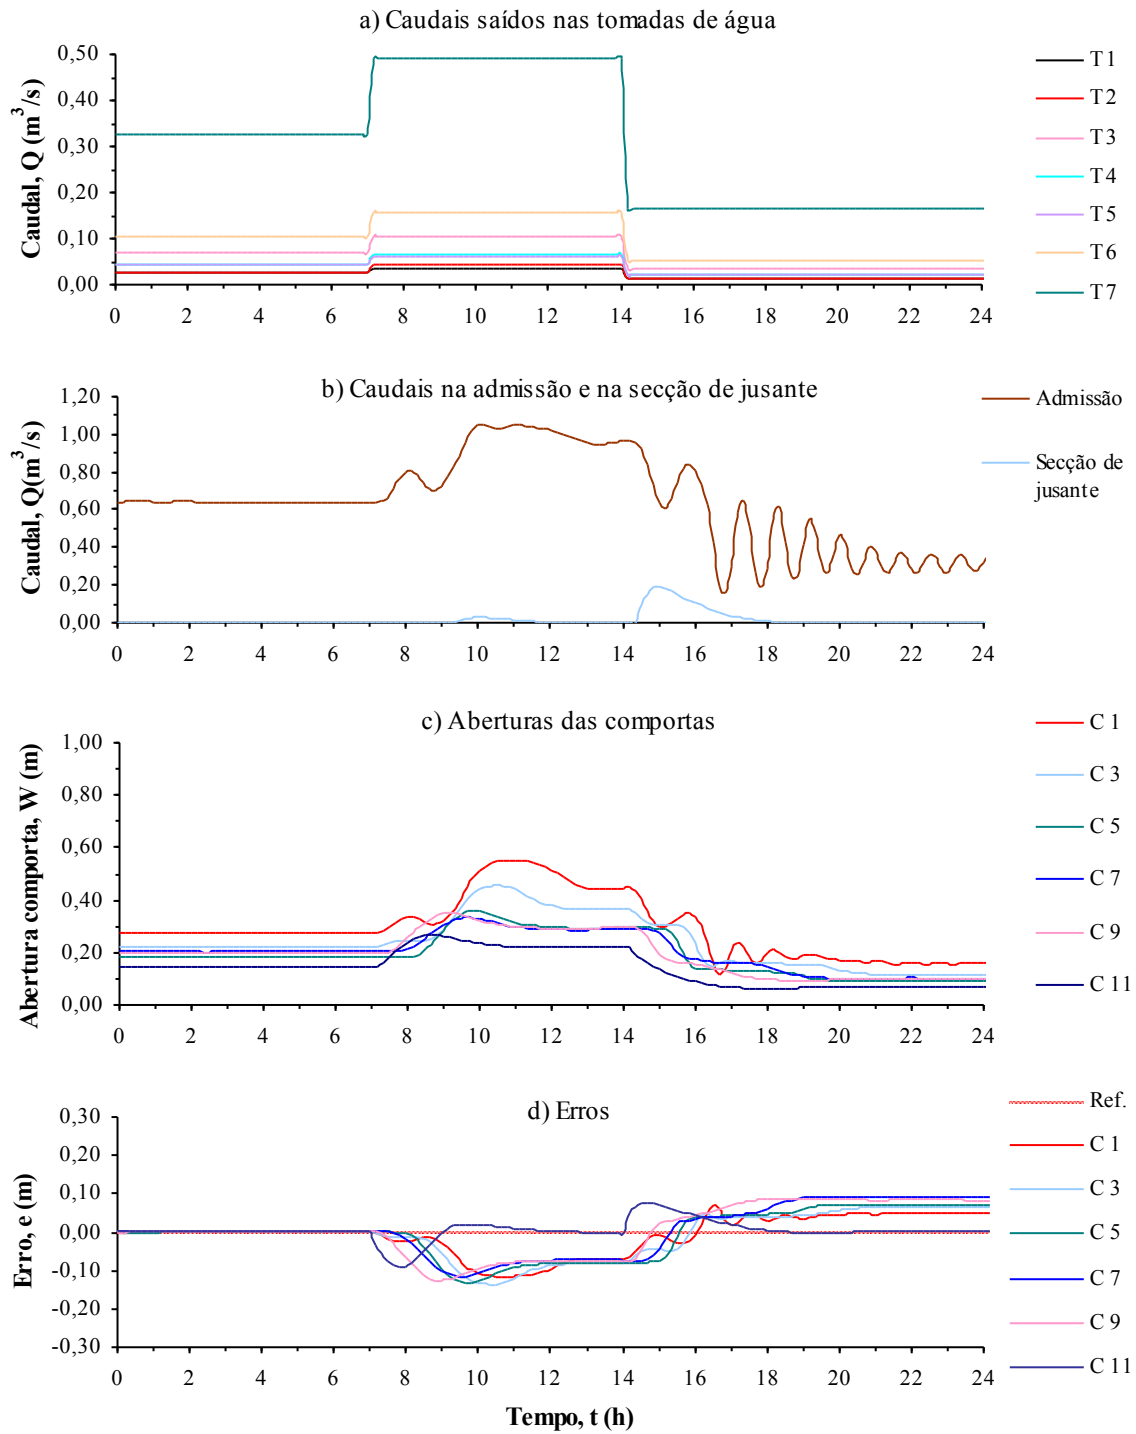 a) Caudais saídos nas tomadas de água
Caudal, Q (m³/s)
0,50
0,40
0,30
0,20
0,10
0,00
0 2 4 6 8 10 12 14 16 18 20 22 24
T1
T2
T3
T4
T5
T6
T7
b) Caudais na admissão e na secção de jusante
Caudal, Q(m³/s)
1,20
1,00
0,80
0,60
0,40
0,20
0,00
0 2 4 6 8 10 12 14 16 18 20 22 24
Admissão
Secção de
jusante
c) Aberturas das comportas
Abertura comporta, W (m)
1,00
0,80
0,60
0,40
0,20
0,00
0 2 4 6 8 10 12 14 16 18 20 22 24
C 1
C 3
C 5
C 7
C 9
C 11
d) Erros
Erro, e (m)
0,30
0,20
0,10
0,00
-0,10
-0,20
-0,30
0 2 4 6 8 10 12 14 16 18 20 22 24
Ref.
C 1
C 3
C 5
C 7
C 9
C 11
Tempo, t (h)